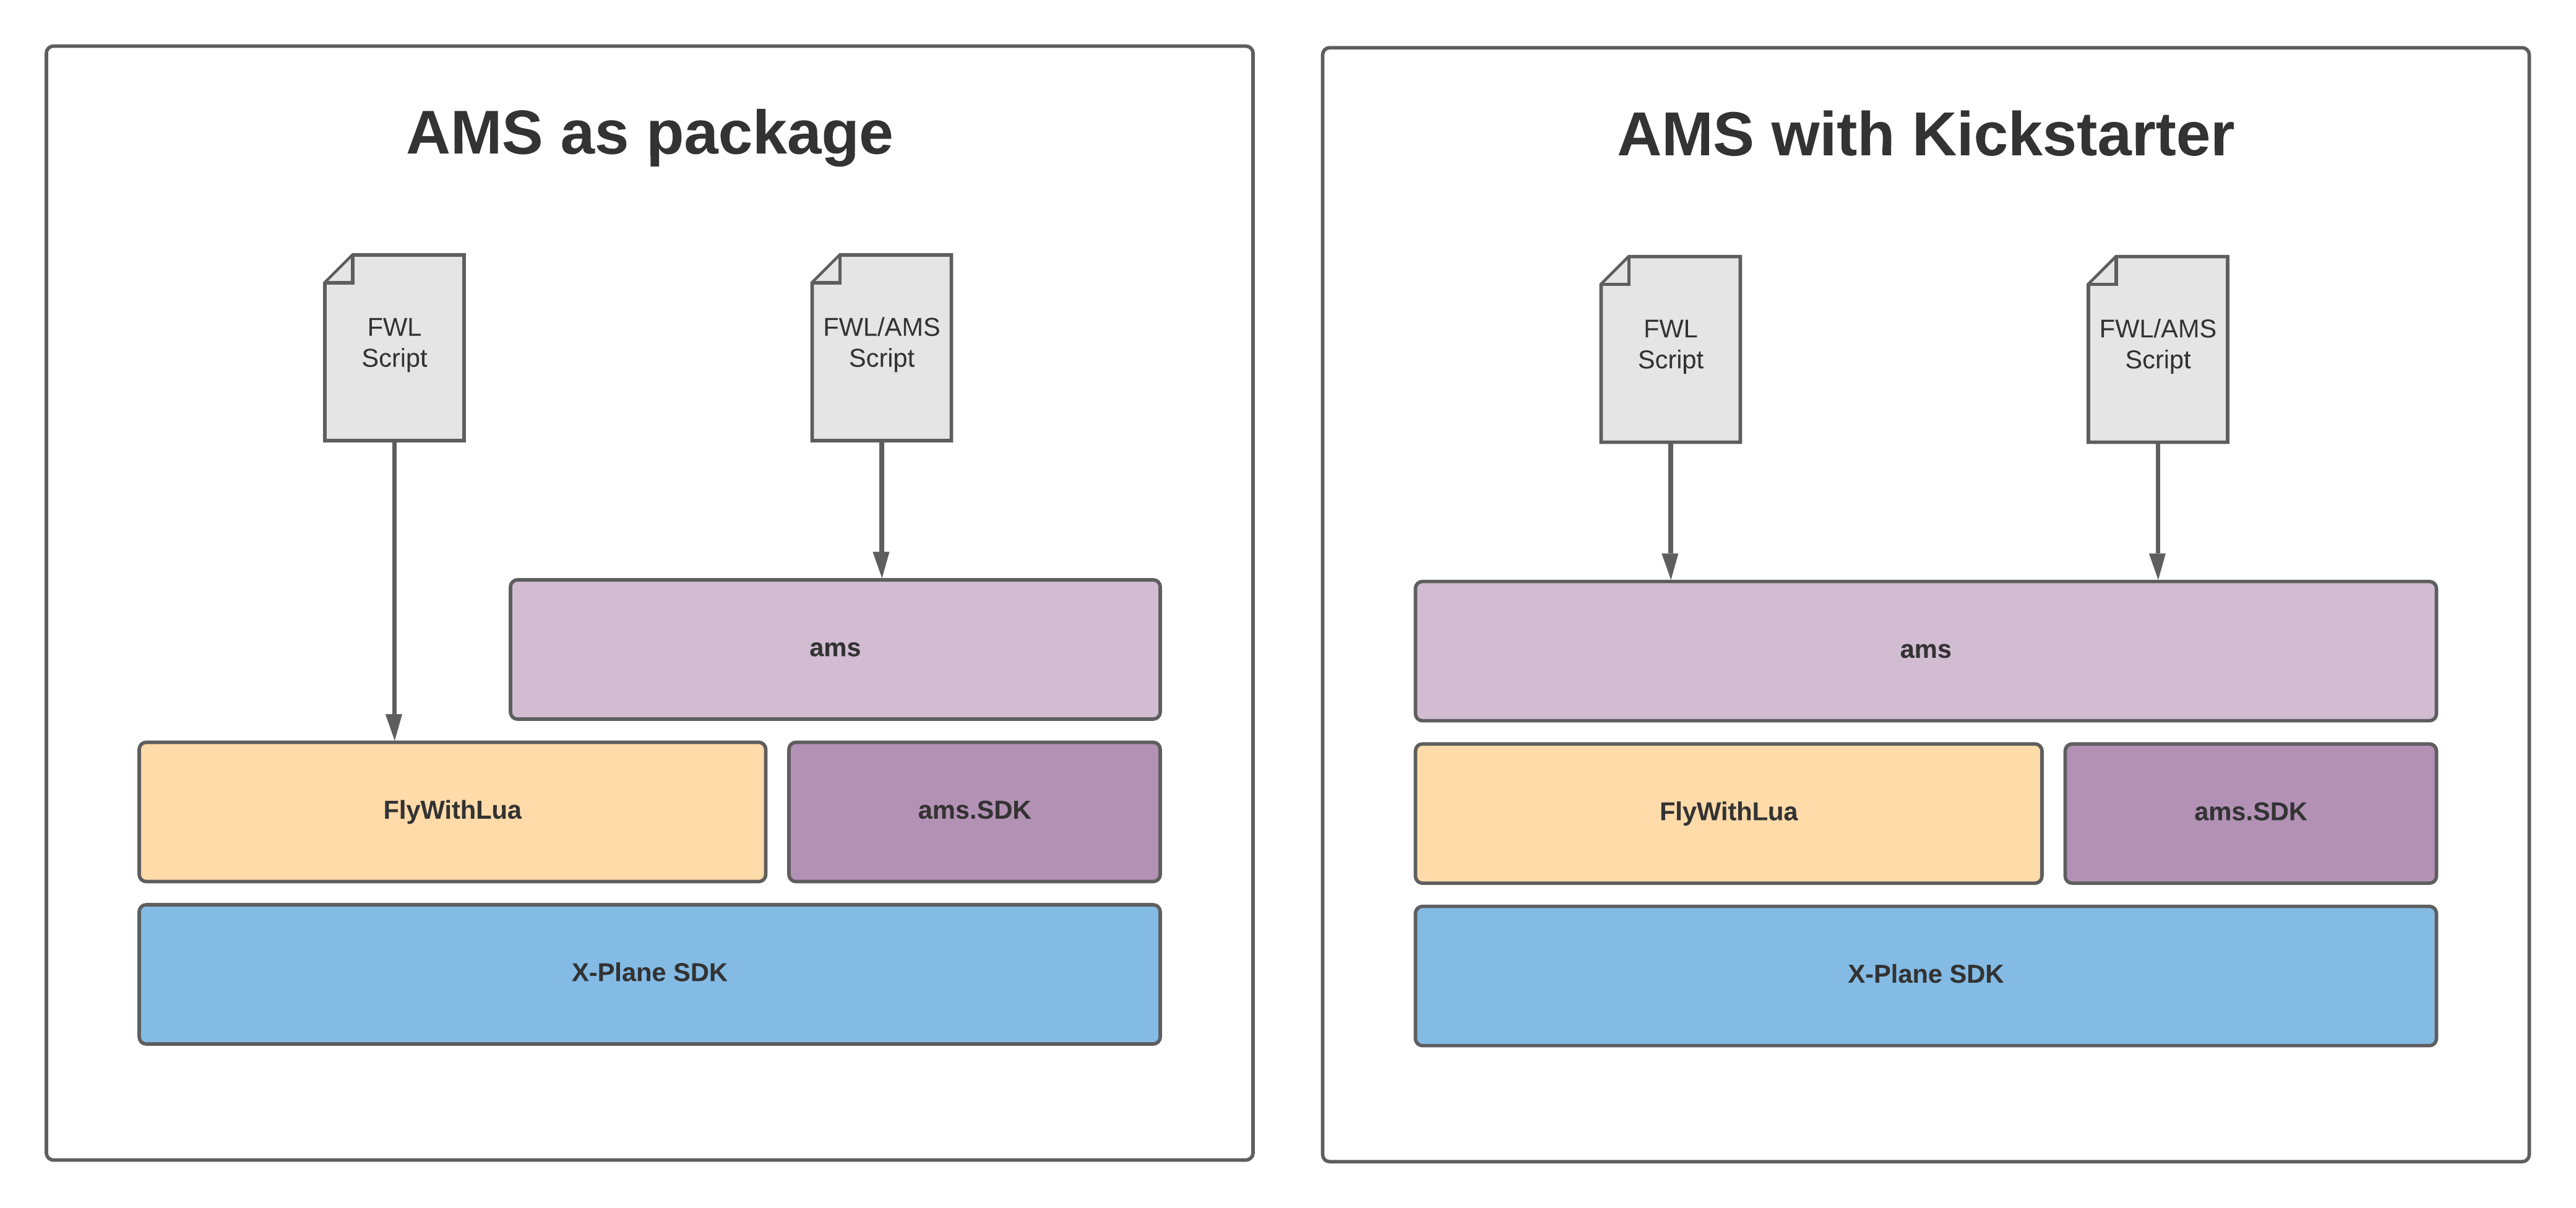 AMS as package
FWL
Script
FWL/AMS
Script
ams
FlyWithLua
ams.SDK
X-Plane SDK
AMS with Kickstarter
FWL
Script
FWL/AMS
Script
ams
FlyWithLua
ams.SDK
X-Plane SDK